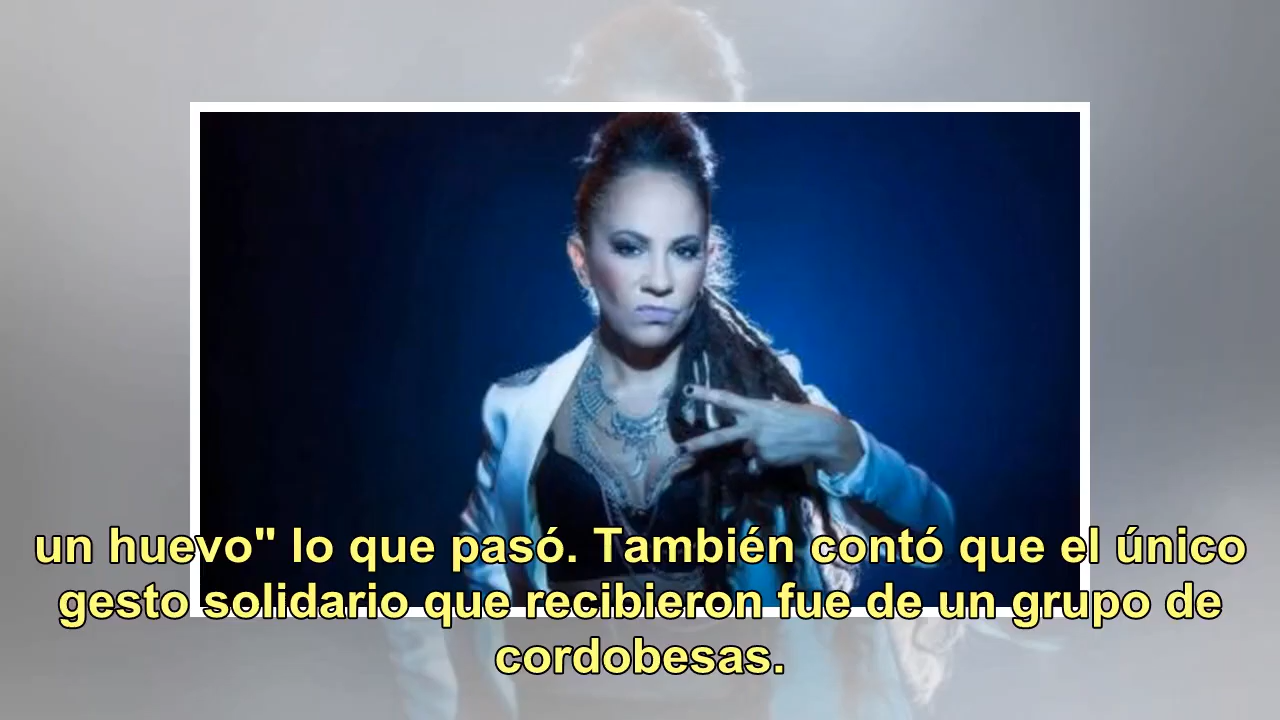 un huevo" lo que pasó. También contó que el único
gesto solidario que recibieron fue de un grupo de
cordobesas.